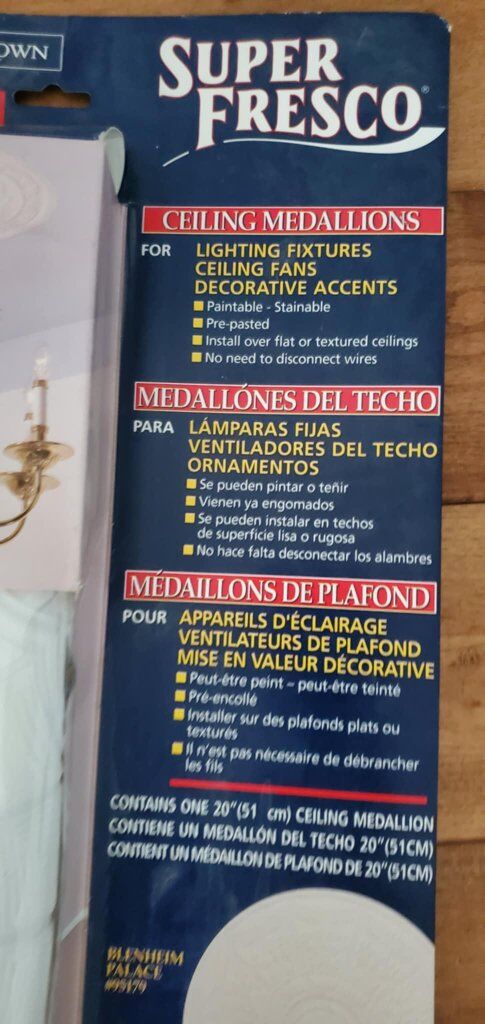 OWN
SUPER
FRESCO®
CEILING MEDALLIONS
FOR LIGHTING FIXTURES
CEILING FANS
DECORATIVE ACCENTS
Paintable - Stainable
Pre-pasted
Install over flat or textured ceilings
No need to disconnect wires
MEDALLÓNES DEL TECHO
PARA LÁMPARAS FIJAS
VENTILADORES DEL TECHO
ORNAMENTOS
Se pueden pintar o teñir
Vienen ya engomados
Se pueden instalar en techos
de superficie lisa o rugosa
No hace falta desconectar los alambres
MÉDAILLONS DE PLAFOND
POUR APPAREILS D'ÉCLAIRAGE
VENTILATEURS DE PLAFOND
MISE EN VALEUR DÉCORATIVE
Peut-être peint – peut-être teinté
Pré-encollé
Installer sur des plafonds plats ou
texturés
Il n'est pas nécessaire de débrancher
les fils
CONTAINS ONE 20"(51 cm) CEILING MEDALLION
CONTIENE UN MEDALLÓN DEL TECHO 20"(51CM)
CONTIENT UN MÉDAILLON DE PLAFOND DE 20"(51CM)
BLENHEIM
PALACE
#95179